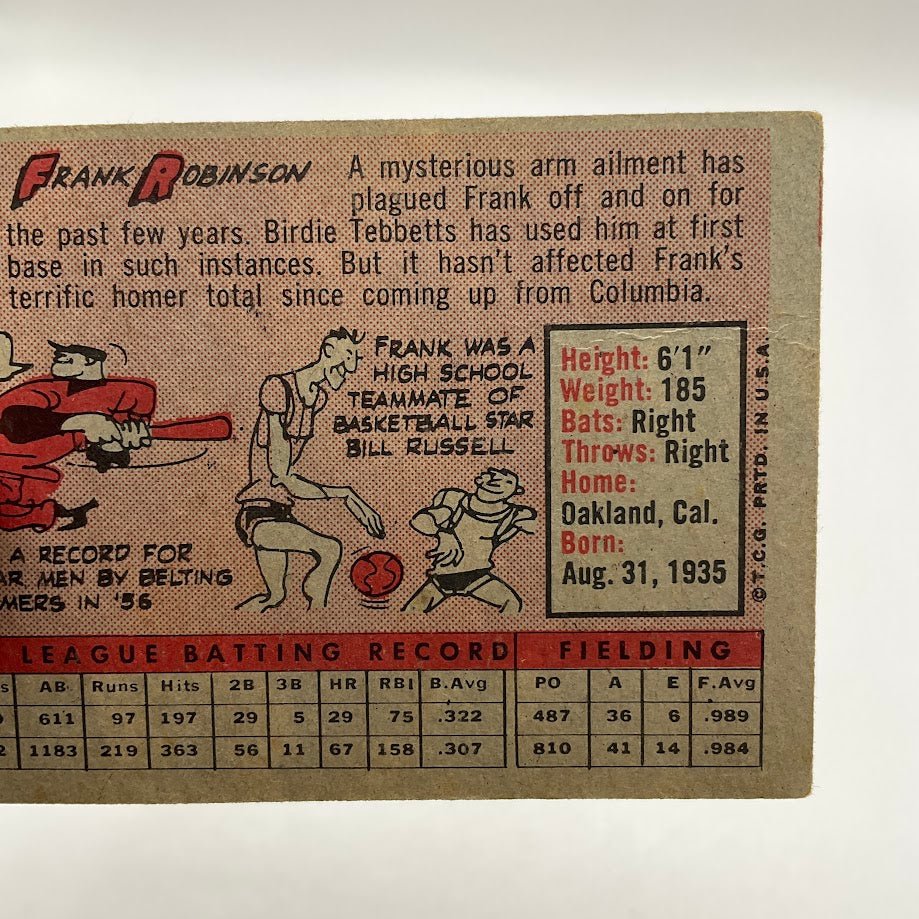 FRANK ROBINSON A mysterious arm ailment has
plagued Frank off and on for
the past few years. Birdie Tebbetts has used him at first
base in such instances. But it hasn't affected Frank's
terrific homer total since coming up from Columbia.
FRANK WAS A
HIGH SCHOOL
TEAMMATE OF
BASKETBALL STAR
BILL RUSSELL
A RECORD FOR
MEN BY BELTING
IN '56
Height: 6'1"
Weight: 185
Bats: Right
Throws: Right
Home:
Oakland, Cal.
Born:
Aug. 31, 1935
© T.C.G. PRTD. IN U.S.A.
LEAGUE BATTING RECORD FIELDING
AB Runs Hits 2B 3B HR RBI B.Avg PO A E F.Avg
611 97 197 29 5 29 75 .322 487 36 6 .989
1183 219 363 56 11 67 158 .307 810 41 14 .984